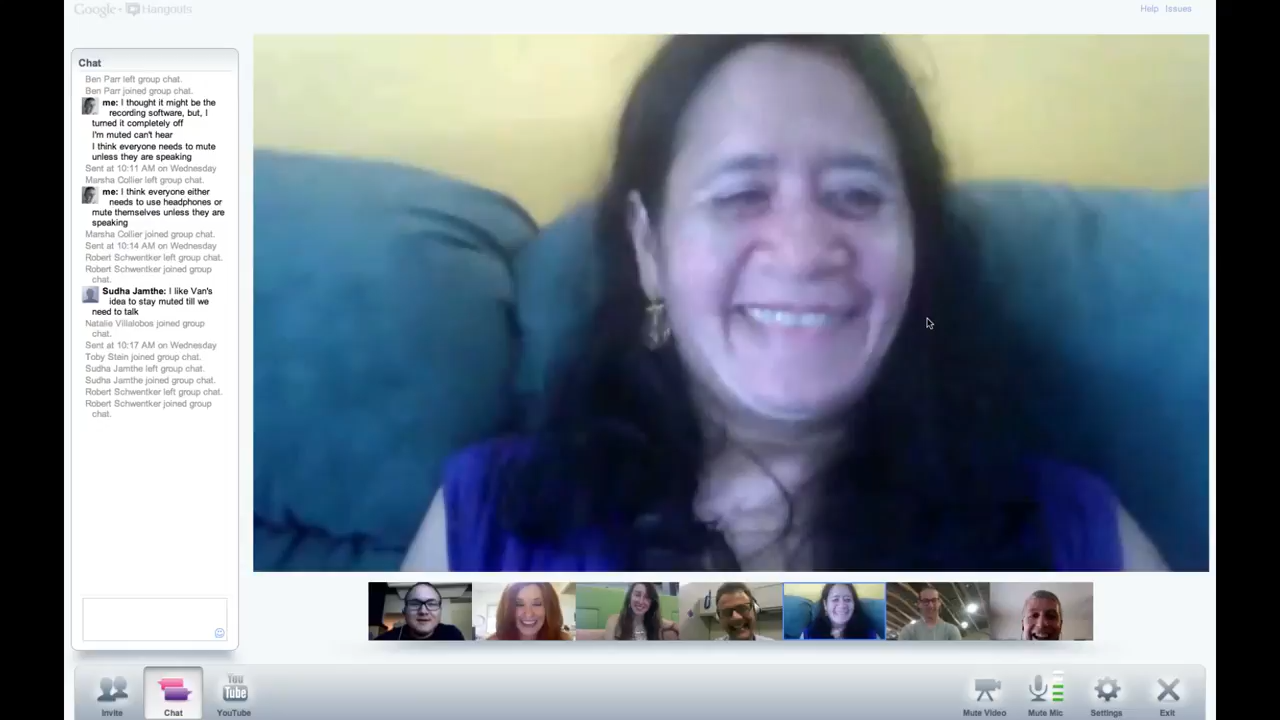 Google+ Hangouts
Help Issues
Chat
Ben Parr left group chat.
Ben Parr joined group chat.
me: I thought it might be the
recording software, but, I
turned it completely off
I'm muted can't hear
I think everyone needs to mute
unless they are speaking
Sent at 10:11 AM on Wednesday
Marsha Collier left group chat.
me: I think everyone either
needs to use headphones or
mute themselves unless they are
speaking
Marsha Collier joined group chat.
Sent at 10:14 AM on Wednesday
Robert Schwentker left group chat.
Robert Schwentker joined group
chat.
Sudha Jamthe: I like Van's
idea to stay muted till we
need to talk
Natalie Villalobos joined group
chat.
Sent at 10:17 AM on Wednesday
Toby Stein joined group chat.
Sudha Jamthe left group chat.
Sudha Jamthe joined group chat.
Robert Schwentker left group chat.
Robert Schwentker joined group
chat.
You
Tube
Invite
Chat
YouTube
Mute Video
Mute Mic
Settings
Exit